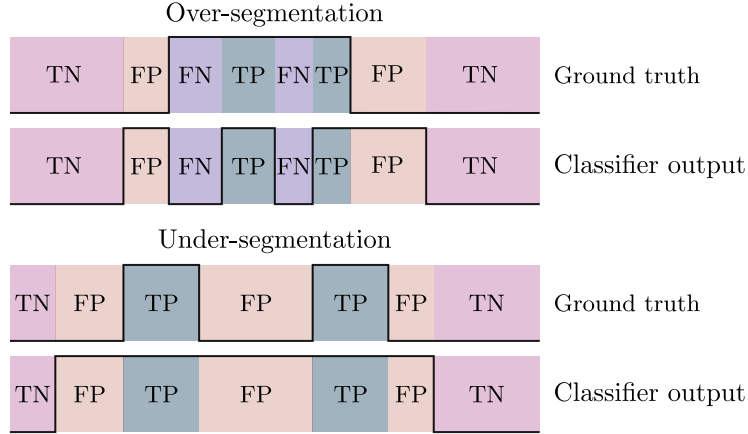 Over-segmentation
TN FP FN TP FN TP FP TN Ground truth
TN FP FN TP FN TP FP TN Classifier output
Under-segmentation
TN FP TP FP TP FP TN Ground truth
TN FP TP FP TP FP TN Classifier output